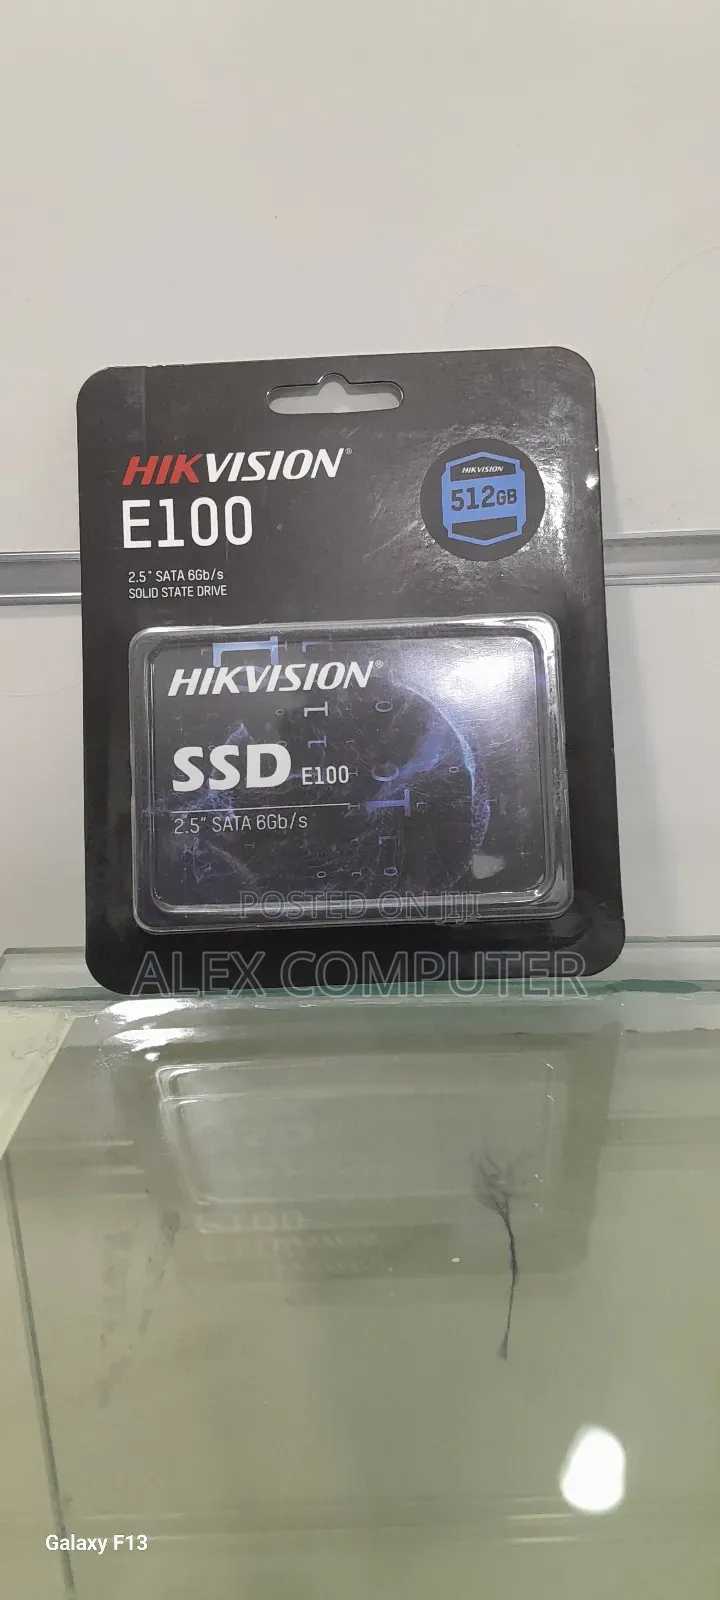 HIKVISION®
E100
2.5" SATA 6Gb/s
SOLID STATE DRIVE
HIKVISION
512GB
HIKVISION®
SSD E100
2.5" SATA 6Gb/s
POSTED ON JIJI
ALEX COMPUTER
Galaxy F13